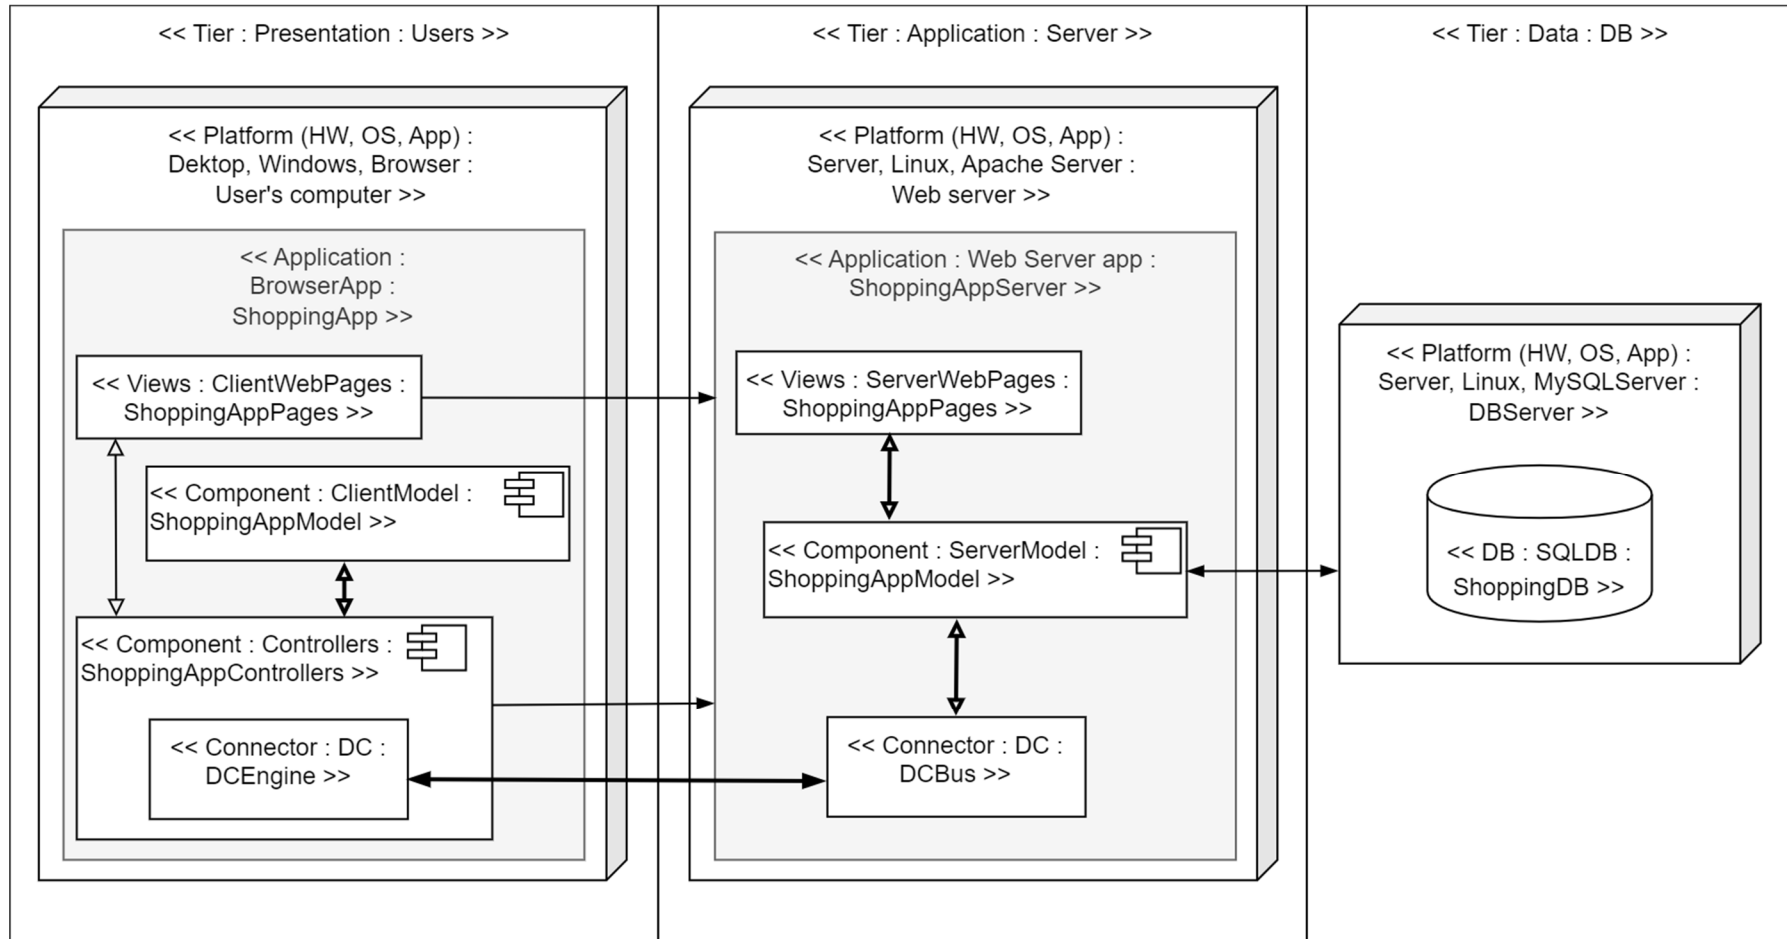 << Tier : Presentation : Users >>
<< Platform (HW, OS, App) :
Dektop, Windows, Browser :
User's computer >>
<< Application :
BrowserApp :
ShoppingApp >>
<< Views : ClientWebPages :
ShoppingAppPages >>
<< Component : ClientModel :
ShoppingAppModel >>
<< Component : Controllers :
ShoppingAppControllers >>
<< Connector : DC :
DCEngine >>
<< Tier : Application : Server >>
<< Platform (HW, OS, App) :
Server, Linux, Apache Server :
Web server >>
<< Application : Web Server app :
ShoppingAppServer >>
<< Views : ServerWebPages :
ShoppingAppPages >>
<< Component : ServerModel :
ShoppingAppModel >>
<< Connector : DC :
DCBus >>
<< Tier : Data : DB >>
<< Platform (HW, OS, App) :
Server, Linux, MySQLServer :
DBServer >>
<< DB : SQLDB :
ShoppingDB >>